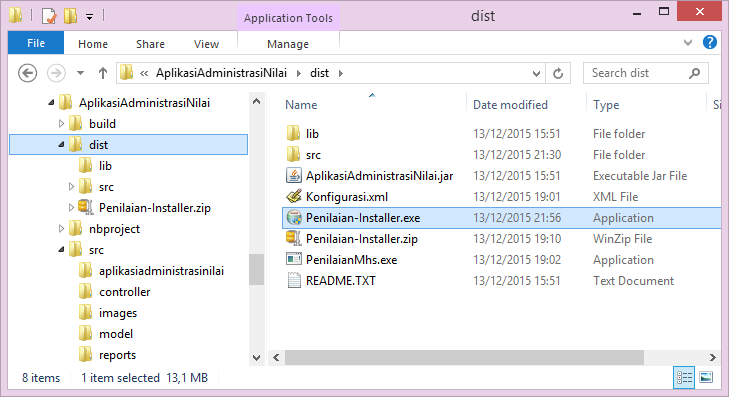 Application Tools
dist
File Home Share View Manage
« AplikasiAdministrasiNilai dist
Search dist
AplikasiAdministrasiNilai
build
dist
lib
src
Penilaian-Installer.zip
nbproject
src
aplikasiadministrasinilai
controller
images
model
reports
Name Date modified Type Si
lib 13/12/2015 15:51 File folder
src 13/12/2015 21:30 File folder
AplikasiAdministrasiNilai.jar 13/12/2015 15:51 Executable Jar File
Konfigurasi.xml 13/12/2015 19:01 XML File
Penilaian-Installer.exe 13/12/2015 21:56 Application
Penilaian-Installer.zip 13/12/2015 19:10 WinZip File
PenilaianMhs.exe 13/12/2015 19:02 Application
README.TXT 13/12/2015 15:51 Text Document
8 items 1 item selected 13,1 MB